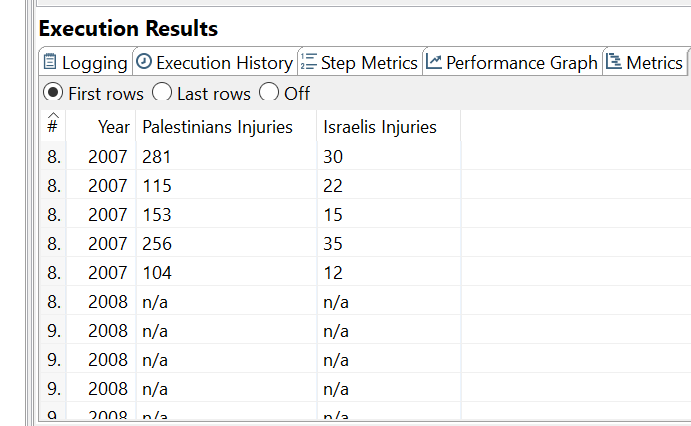 Execution Results
Logging Execution History Step Metrics Performance Graph Metrics
First rows Last rows Off
# Year Palestinians Injuries Israelis Injuries
8. 2007 281 30
8. 2007 115 22
8. 2007 153 15
8. 2007 256 35
8. 2007 104 12
8. 2008 n/a n/a
9. 2008 n/a n/a
9. 2008 n/a n/a
9. 2008 n/a n/a
9. 2008 n/a n/a